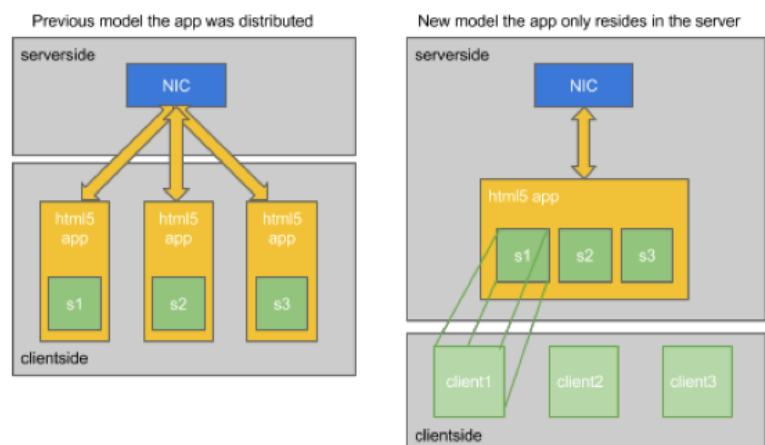 Previous model the app was distributed
serverside
NIC
html5
app
html5
app
html5
app
s1
s2
s3
clientside
New model the app only resides in the server
serverside
NIC
html5 app
s1
s2
s3
client1
client2
client3
clientside